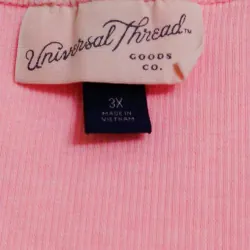 Universal Thread
GOODS
CO.
3X
MADE IN
VIETNAM